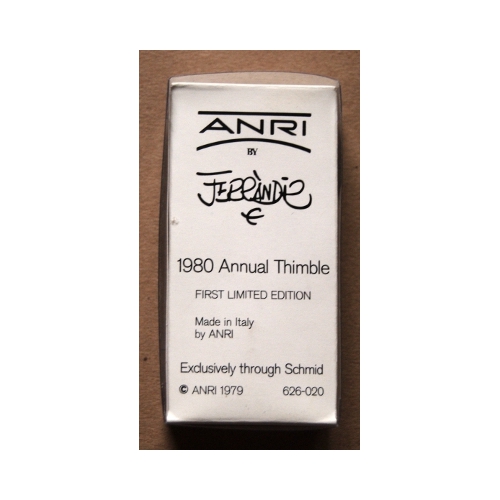 ANRI
BY
FERRÀNDIZ
1980 Annual Thimble
FIRST LIMITED EDITION
Made in Italy
by ANRI
Exclusively through Schmid
© ANRI 1979 626-020